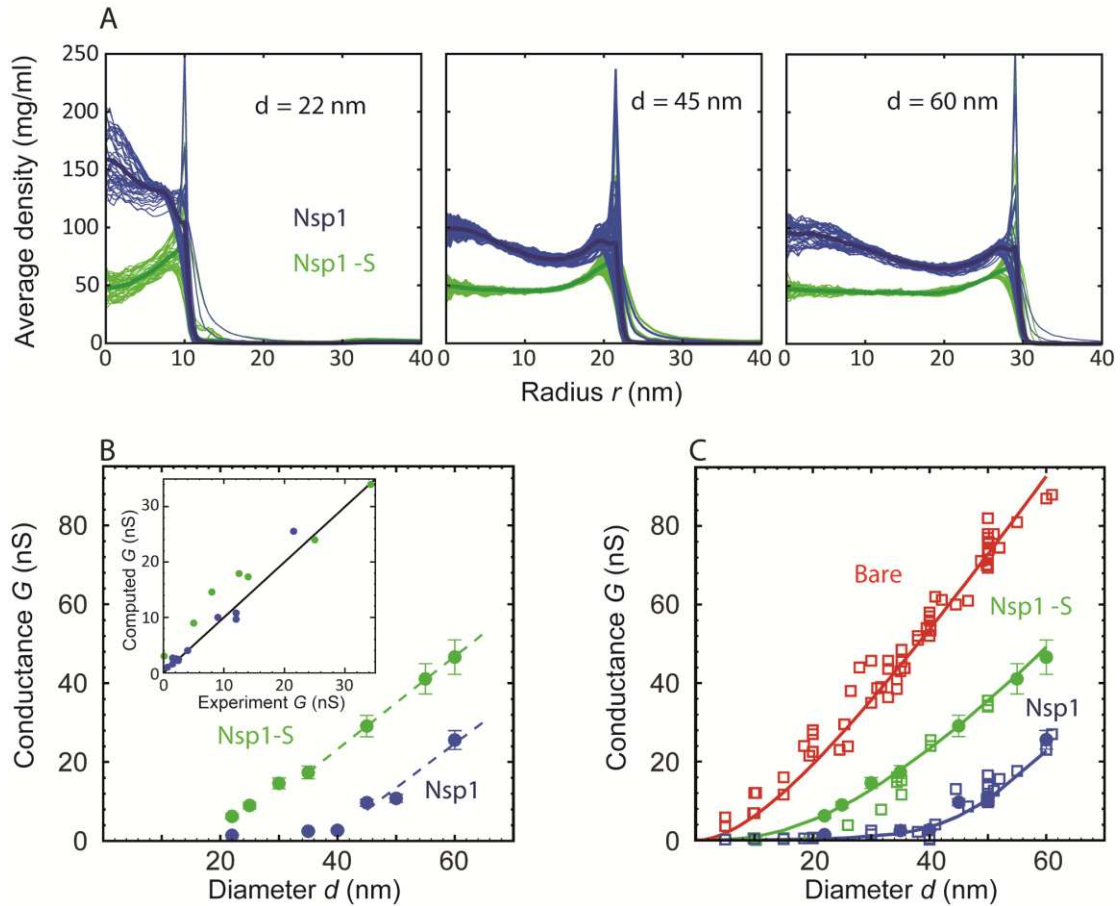 A
Average density (mg/ml)
250
200
150
100
50
0
d = 22 nm
Nsp1
Nsp1 -S
0 10 20 30 40
d = 45 nm
0 10 20 30 40
d = 60 nm
0 10 20 30 40
Radius r (nm)
B
Conductance G (nS)
80
60
40
20
0
Computed G (nS)
30
20
10
0 10 20 30
Experiment G (nS)
Nsp1-S
Nsp1
20 40 60
Diameter d (nm)
C
Conductance G (nS)
80
60
40
20
0
Bare
Nsp1 -S
Nsp1
20 40 60
Diameter d (nm)